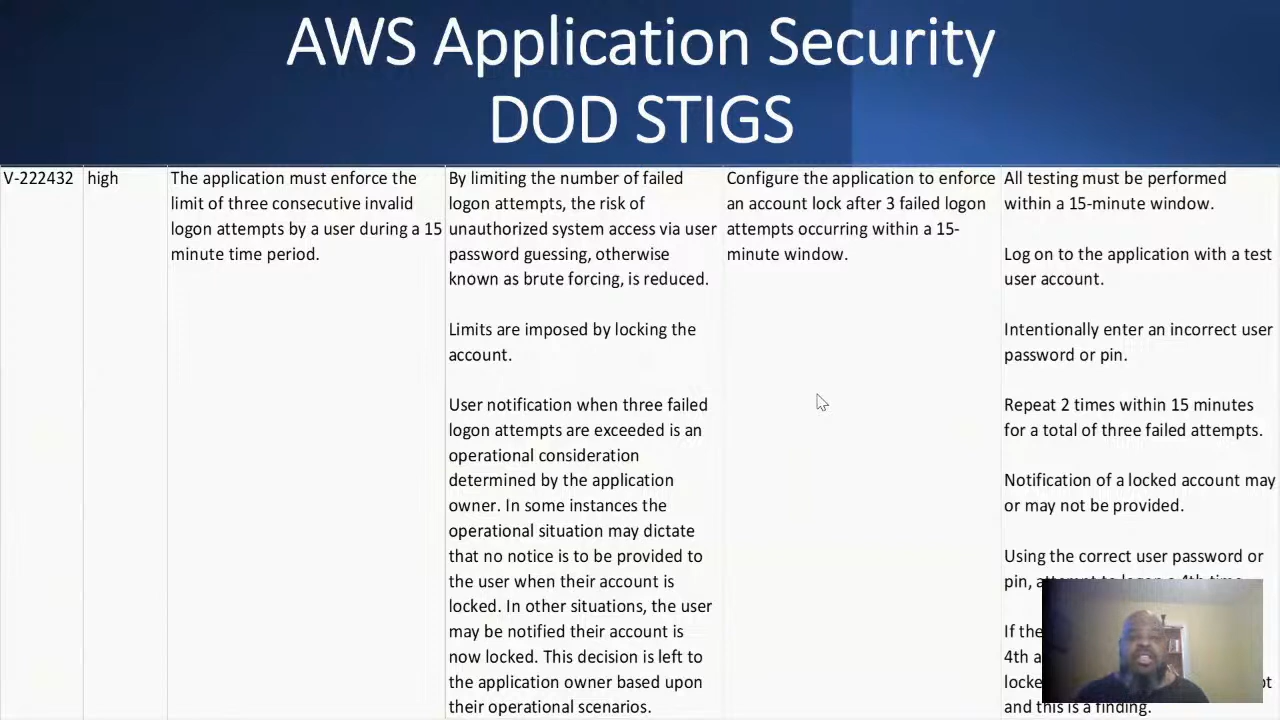 AWS Application Security
DOD STIGS
V-222432
high
The application must enforce the
limit of three consecutive invalid
logon attempts by a user during a 15
minute time period.
By limiting the number of failed
logon attempts, the risk of
unauthorized system access via user
password guessing, otherwise
known as brute forcing, is reduced.
Limits are imposed by locking the
account.
User notification when three failed
logon attempts are exceeded is an
operational consideration
determined by the application
owner. In some instances the
operational situation may dictate
that no notice is to be provided to
the user when their account is
locked. In other situations, the user
may be notified their account is
now locked. This decision is left to
the application owner based upon
their operational scenarios.
Configure the application to enforce
an account lock after 3 failed logon
attempts occurring within a 15-
minute window.
All testing must be performed
within a 15-minute window.
Log on to the application with a test
user account.
Intentionally enter an incorrect user
password or pin.
Repeat 2 times within 15 minutes
for a total of three failed attempts.
Notification of a locked account may
or may not be provided.
Using the correct user password or
pin,
If the
4th
and this is a finding.